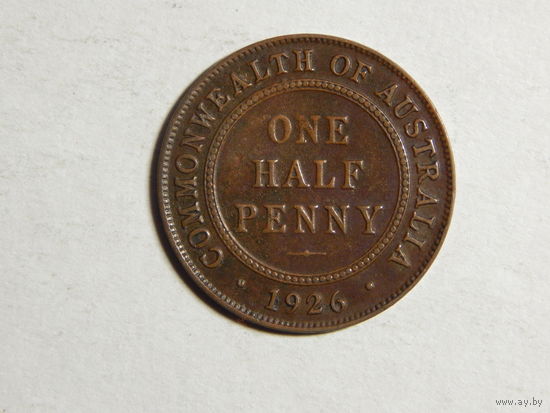 COMMONWEALTH OF AUSTRALIA
ONE
HALF
PENNY
1926
www.ay.by